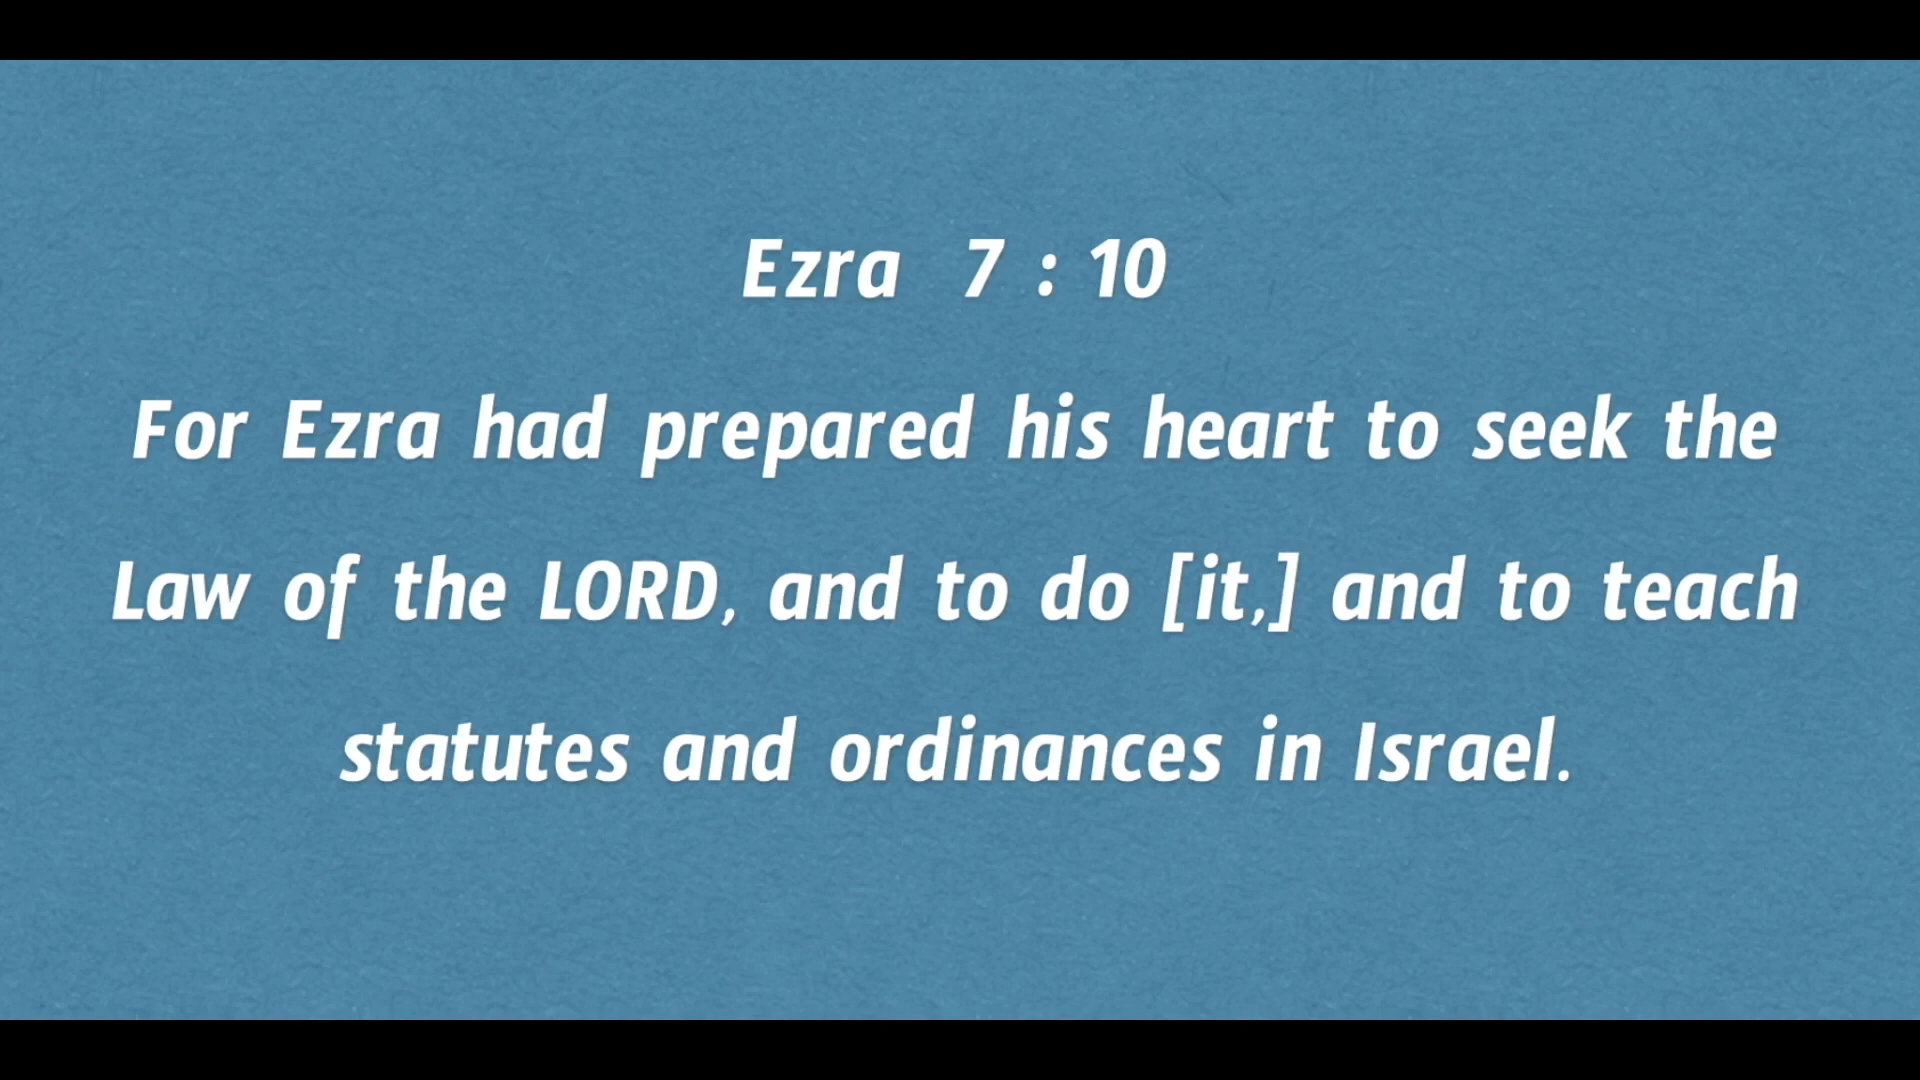 Ezra 7 : 10
For Ezra had prepared his heart to seek the
Law of the LORD, and to do [it,] and to teach
statutes and ordinances in Israel.